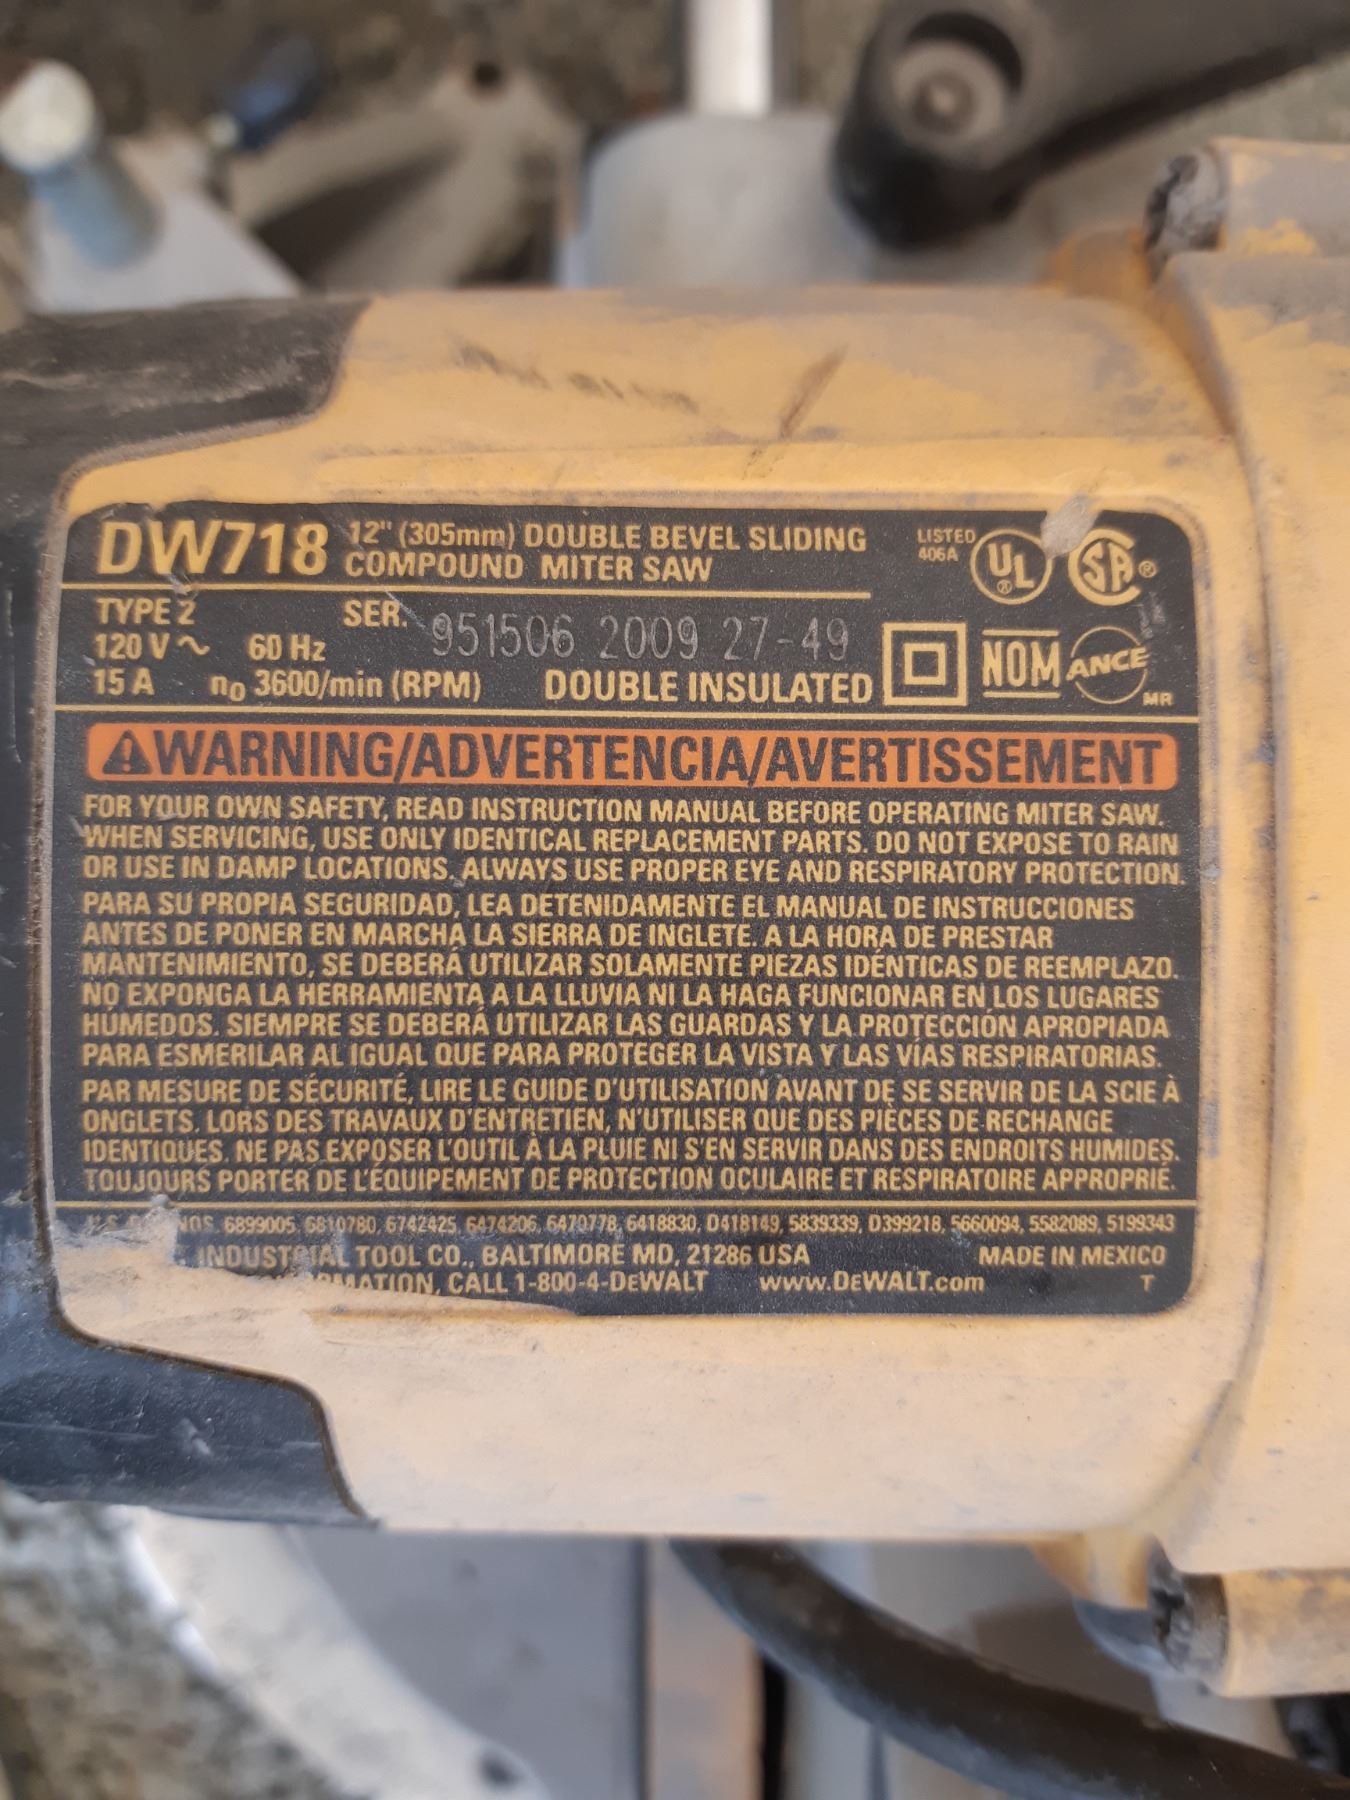 DW718 12" (305mm) DOUBLE BEVEL SLIDING
COMPOUND MITER SAW
LISTED
406A
UL
®
SA
®
TYPE 2 SER. 951506 2009 27-49
120 V ~ 60 Hz
15 A n0 3600/min (RPM) DOUBLE INSULATED
NOM
ANCE
MR
WARNING/ADVERTENCIA/AVERTISSEMENT
FOR YOUR OWN SAFETY, READ INSTRUCTION MANUAL BEFORE OPERATING MITER SAW.
WHEN SERVICING, USE ONLY IDENTICAL REPLACEMENT PARTS. DO NOT EXPOSE TO RAIN
OR USE IN DAMP LOCATIONS. ALWAYS USE PROPER EYE AND RESPIRATORY PROTECTION.
PARA SU PROPIA SEGURIDAD, LEA DETENIDAMENTE EL MANUAL DE INSTRUCCIONES
ANTES DE PONER EN MARCHA LA SIERRA DE INGLETE. A LA HORA DE PRESTAR
MANTENIMIENTO, SE DEBERÁ UTILIZAR SOLAMENTE PIEZAS IDÉNTICAS DE REEMPLAZO.
NO EXPONGA LA HERRAMIENTA A LA LLUVIA NI LA HAGA FUNCIONAR EN LOS LUGARES
HÚMEDOS. SIEMPRE SE DEBERÁ UTILIZAR LAS GUARDAS Y LA PROTECCIÓN APROPIADA
PARA ESMERILAR AL IGUAL QUE PARA PROTEGER LA VISTA Y LAS VÍAS RESPIRATORIAS.
PAR MESURE DE SÉCURITÉ, LIRE LE GUIDE D'UTILISATION AVANT DE SE SERVIR DE LA SCIE À
ONGLETS. LORS DES TRAVAUX D'ENTRETIEN, N'UTILISER QUE DES PIÈCES DE RECHANGE
IDENTIQUES. NE PAS EXPOSER L'OUTIL À LA PLUIE NI S'EN SERVIR DANS DES ENDROITS HUMIDES.
TOUJOURS PORTER DE L'ÉQUIPEMENT DE PROTECTION OCULAIRE ET RESPIRATOIRE APPROPRIÉ.
U.S. NOS. 6899005, 6810780, 6742425, 6474206, 6470778, 6418830, D418149, 5839339, D399218, 5660094, 5582089, 5199343
INDUSTRIAL TOOL CO., BALTIMORE MD, 21286 USA MADE IN MEXICO
CALL 1-800-4-DEWALT www.DEWALT.com T